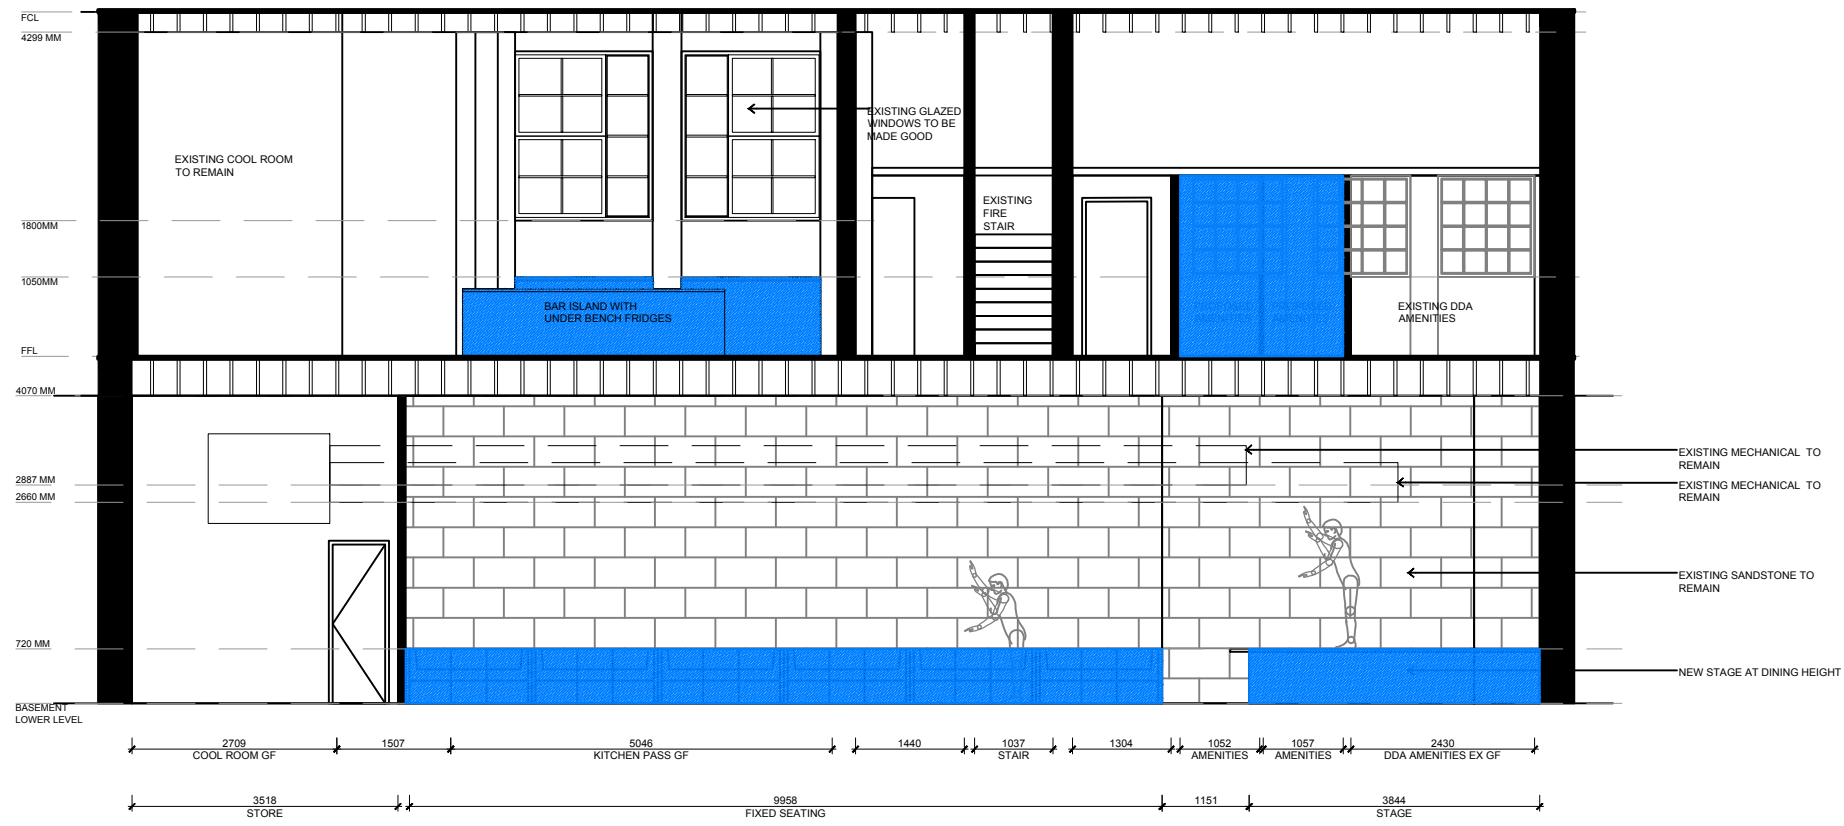 FCL
4299 MM
EXISTING GLAZED
WINDOWS TO BE
MADE GOOD
EXISTING COOL ROOM
TO REMAIN
EXISTING
FIRE
STAIR
1800MM
1050MM
BAR ISLAND WITH
UNDER BENCH FRIDGES
EXISTING DDA
AMENITIES
FFL
4070 MM
EXISTING MECHANICAL TO
REMAIN
2887 MM
EXISTING MECHANICAL TO
REMAIN
2660 MM
EXISTING SANDSTONE TO
REMAIN
720 MM
NEW STAGE AT DINING HEIGHT
BASEMENT
LOWER LEVEL
2709 1507 5046 1440 1037 1304 1052 1057 2430
COOL ROOM GF KITCHEN PASS GF STAIR AMENITIES AMENITIES DDA AMENITIES EX GF
3518 9958 1151 3844
STORE FIXED SEATING STAGE